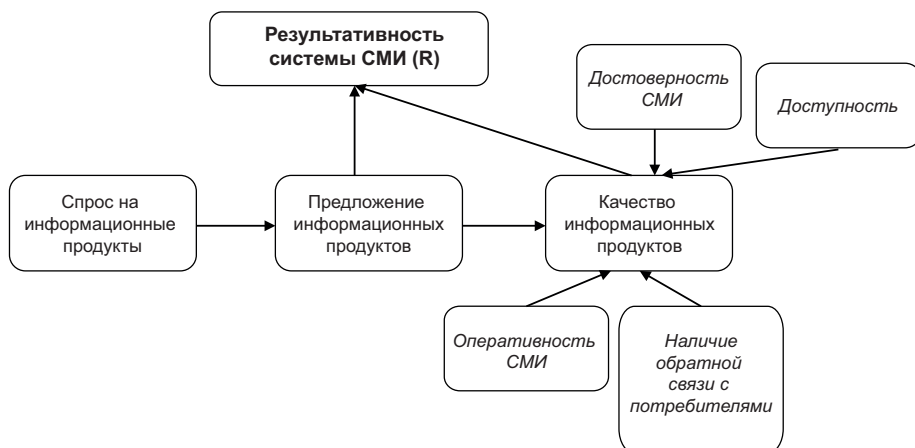 Результативность
системы СМИ (R)
Достоверность
СМИ
Доступность
Спрос на
информационные
продукты
Предложение
информационных
продуктов
Качество
информационных
продуктов
Оперативность
СМИ
Наличие
обратной
связи с
потребителями